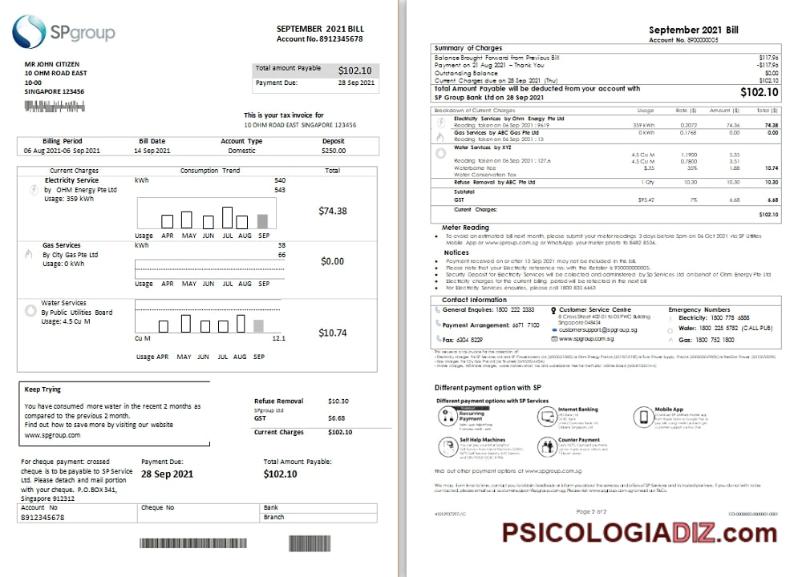 SPgroup
SEPTEMBER 2021 BILL
Account No. 8912345678
MR JOHN CITIZEN
10 OHM ROAD EAST
10-00
SINGAPORE 123456
Total amount Payable $102.10
Payment Due: 28 Sep 2021
This is your tax invoice for
10 OHM ROAD EAST SINGAPORE 123456
Billing Period Bill Date Account Type Deposit
06 Aug 2021-06 Sep 2021 14 Sep 2021 Domestic $250.00
Current Charges Consumption Trend Total
Electricity Service kWh 540
by OHM Energy Pte Ltd 543
Usage: 359 kWh
$74.38
Usage APR MAY JUN JUL AUG SEP
Gas Services kWh 38
By City Gas Pte Ltd 66
Usage: 0 kWh $0.00
Usage APR MAY JUN JUL AUG SEP
Water Services
By Public Utilities Board
Usage: 4.5 Cu M $10.74
Cu M 12.1
Usage APR MAY JUN JUL AUG SEP
Keep Trying
You have consumed more water in the recent 2 months as
compared to the previous 2 month.
Find out how to save more by visiting our website
www.spgroup.com
Refuse Removal $10.30
SPgroup Ltd
GST $6.68
Current Charges $102.10
For cheque payment: crossed
cheque is to be payable to SP Service
Ltd. Please detach and mail portion
with your cheque. P.O.BOX 341,
Singapore 912312
Payment Due:
28 Sep 2021
Total Amount Payable:
$102.10
Account No Cheque No Bank
8912345678 Branch
September 2021 Bill
Account No. 8900000005
Summary of Charges
Balance Brought Forward from Previous Bill $117.96
Payment on 21 Aug 2021 – Thank You -$117.96
Outstanding Balance $0.00
Current Charges due on 28 Sep 2021 (Thu) $102.10
Total Amount Payable will be deducted from your account with
SP Group Bank Ltd on 28 Sep 2021 $102.10
Breakdown of Current Charges Usage Rate ($) Amount ($) Total ($)
Electricity Services by Ohm Energy Pte Ltd
Reading taken on 06 Sep 2021 : 9619 359 kWh 0.2072 74.38 74.38
Gas Services by ABC Gas Pte Ltd 0 kWh 0.1768 0.00 0.00
Reading taken on 06 Sep 2021 : 13
Water Services by XYZ
4.5 Cu M 1.1900 5.35
Reading taken on 06 Sep 2021 : 127.6 4.5 Cu M 0.7800 3.51
Waterborne Fee 35% 1.88 10.74
Water Conservation Tax
Refuse Removal by ABC Pte Ltd 1 Qty 10.30 10.30 10.30
Subtotal
GST $95.42 7% 6.68 6.68
Current Charges: $102.10
Meter Reading
To avoid an estimated bill next month, please submit your meter readings 3 days before 5pm on 06 Oct 2021 via SP Utilities
Mobile App or www.spgroup.com.sg or WhatsApp your meter photo to 8482 8536.
Notices
Payment received on or after 13 Sep 2021 may not be included in the bill.
Please note that your Electricity reference no. with the Retailer is
Security Deposit for Electricity Services will be collected and administered by Sp Services Ltd on behalf of Ohm Energy Pte Ltd
Electricity charges for the current billing period will be reflected in the next bill
For Electricity Services enquiries, please call 1800 831 6663
Contact Information
General Enquires: 1800 222 2333
Payment Arrangement: 6671 7100
Fax: 6304 8229
Customer Service Centre
Singapore 048424
customersupport@spgroup.sg
www.spgroup.com.sg
Emergency Numbers
Electricity: 1800 778 8888
Water: 1800 225 5782 (CALL PUB)
Gas: 1800 752 1800
Different payment option with SP
Different payment options with SP Services
Recurring
Payment
Internet Banking
Mobile App
Self Help Machines
Counter Payment
Find out other payment options at www.spgroup.com.sg
Page 2 of 2
PSICOLOGIADIZ.com